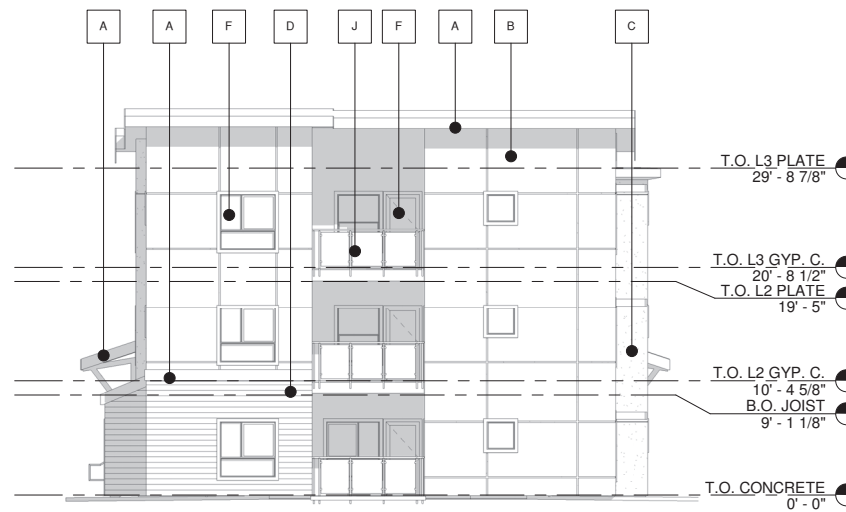 A A F D J F A B C
T.O. L3 PLATE
29' - 8 7/8"
T.O. L3 GYP. C.
20' - 8 1/2"
T.O. L2 PLATE
19' - 5"
T.O. L2 GYP. C.
10' - 4 5/8"
B.O. JOIST
9' - 1 1/8"
T.O. CONCRETE
0' - 0"